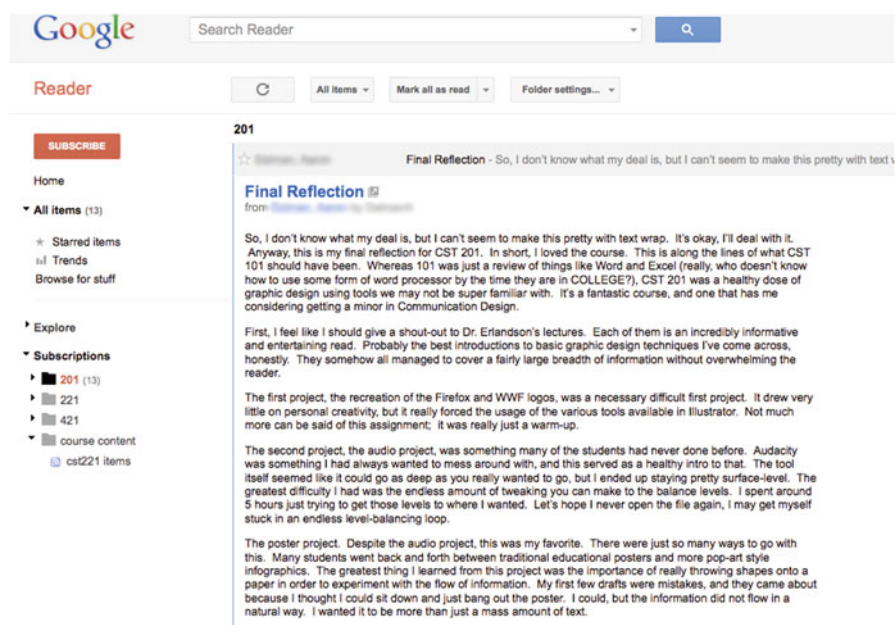 Google
Search Reader
Reader
All items
Mark all as read
Folder settings...
SUBSCRIBE
Home
All items (13)
Starred items
Trends
Browse for stuff
Explore
Subscriptions
201 (13)
221
421
course content
cst221 items
201
Final Reflection - So, I don't know what my deal is, but I can't seem to make this pretty with text
Final Reflection
from
So, I don't know what my deal is, but I can't seem to make this pretty with text wrap. It's okay, I'll deal with it.
Anyway, this is my final reflection for CST 201. In short, I loved the course. This is along the lines of what CST
101 should have been. Whereas 101 was just a review of things like Word and Excel (really, who doesn't know
how to use some form of word processor by the time they are in COLLEGE?), CST 201 was a healthy dose of
graphic design using tools we may not be super familiar with. It's a fantastic course, and one that has me
considering getting a minor in Communication Design.
First, I feel like I should give a shout-out to Dr. Erlandson's lectures. Each of them is an incredibly informative
and entertaining read. Probably the best introductions to basic graphic design techniques I've come across,
honestly. They somehow all managed to cover a fairly large breadth of information without overwhelming the
reader.
The first project, the recreation of the Firefox and WWF logos, was a necessary difficult first project. It drew very
little on personal creativity, but it really forced the usage of the various tools available in Illustrator. Not much
more can be said of this assignment; it was really just a warm-up.
The second project, the audio project, was something many of the students had never done before. Audacity
was something I had always wanted to mess around with, and this served as a healthy intro to that. The tool
itself seemed like it could go as deep as you really wanted to go, but I ended up staying pretty surface-level. The
greatest difficulty I had was the endless amount of tweaking you can make to the balance levels. I spent around
5 hours just trying to get those levels to where I wanted. Let's hope I never open the file again, I may get myself
stuck in an endless level-balancing loop.
The poster project. Despite the audio project, this was my favorite. There were just so many ways to go with
this. Many students went back and forth between traditional educational posters and more pop-art style
infographics. The greatest thing I learned from this project was the importance of really throwing shapes onto a
paper in order to experiment with the flow of information. My first few drafts were mistakes, and they came about
because I thought I could sit down and just bang out the poster. I could, but the information did not flow in a
natural way. I wanted it to be more than just a mass amount of text.